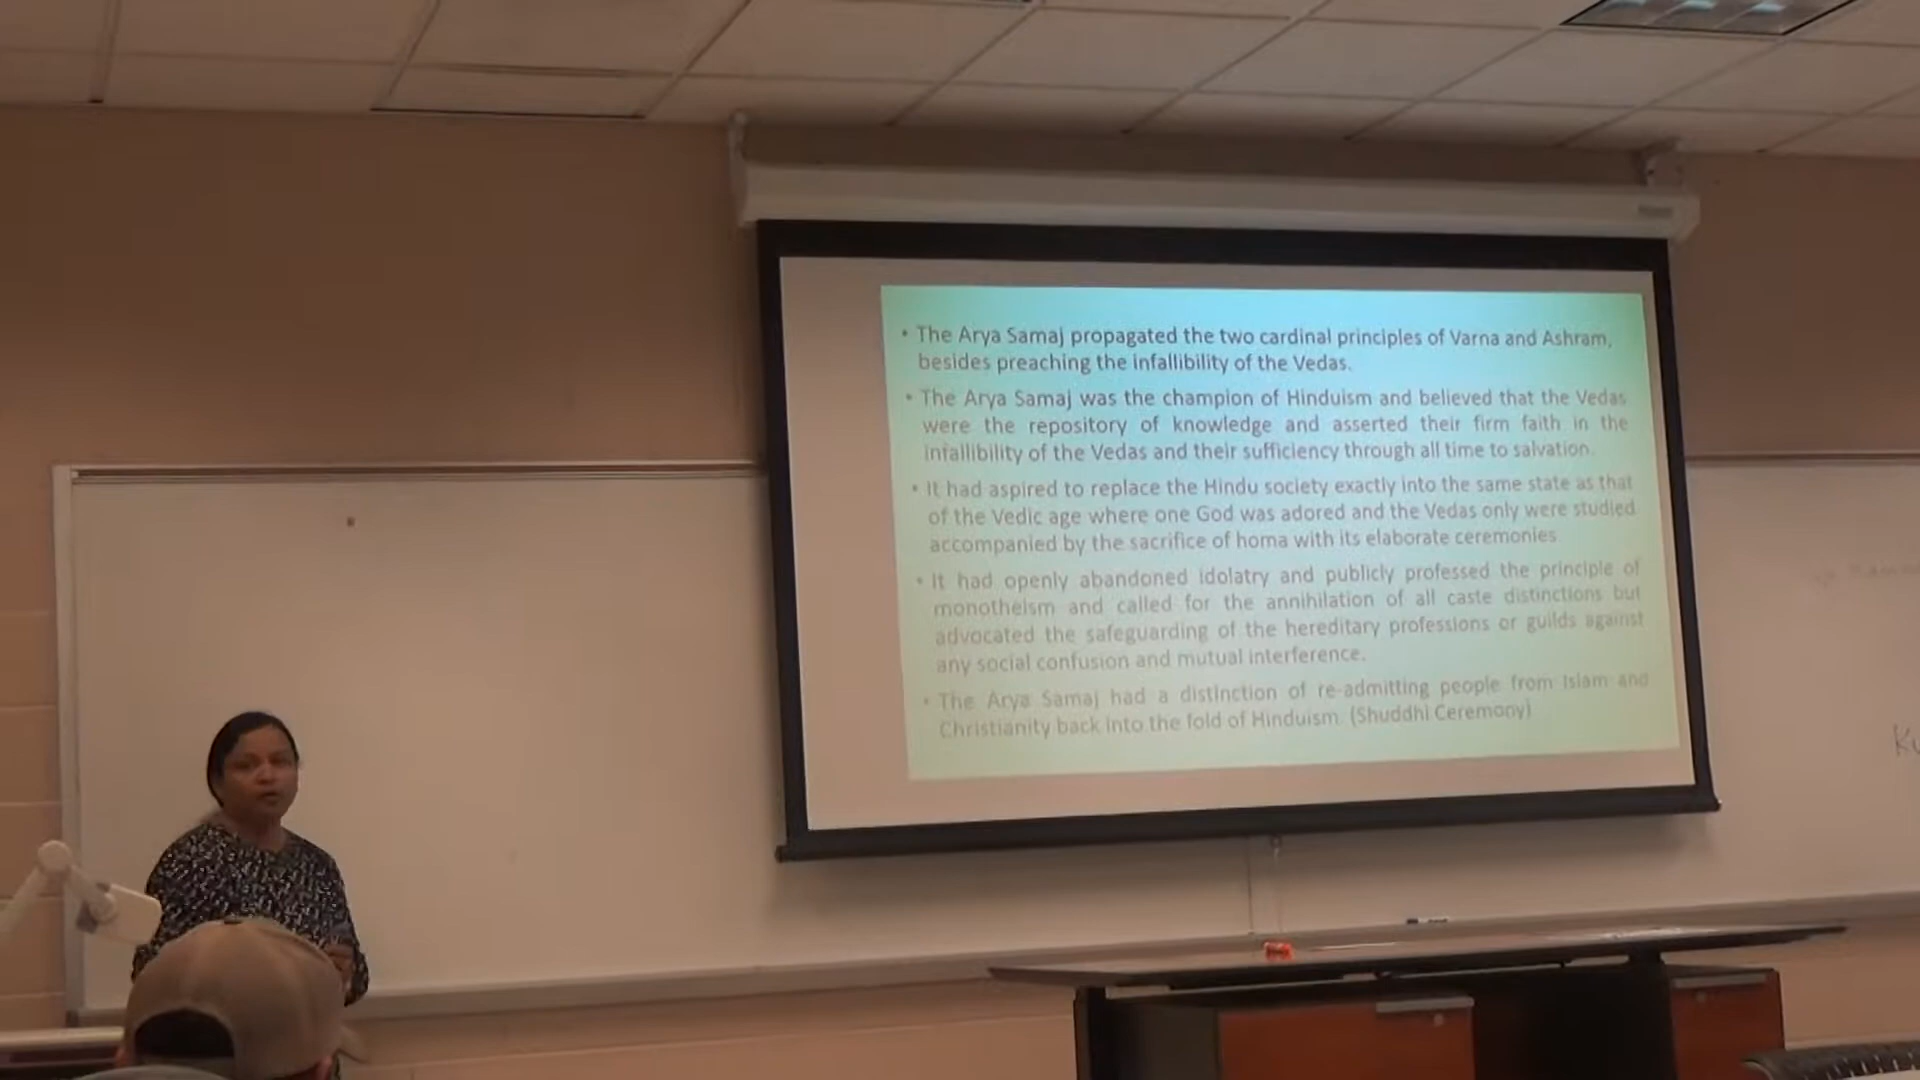 • The Arya Samaj propagated the two cardinal principles of Varna and Ashram,
besides preaching the infallibility of the Vedas.
• The Arya Samaj was the champion of Hinduism and believed that the Vedas
were the repository of knowledge and asserted their firm faith in the
infallibility of the Vedas and their sufficiency through all time to salvation.
• It had aspired to replace the Hindu society exactly into the same state as that
of the Vedic age where one God was adored and the Vedas only were studied
accompanied by the sacrifice of homa with its elaborate ceremonies
• It had openly abandoned idolatry and publicly professed the principle of
monotheism and called for the annihilation of all caste distinctions but
advocated the safeguarding of the hereditary professions or guilds against
any social confusion and mutual interference.
• The Arya Samaj had a distinction of re-admitting people from Islam and
Christianity back into the fold of Hinduism. (Shuddhi Ceremony)